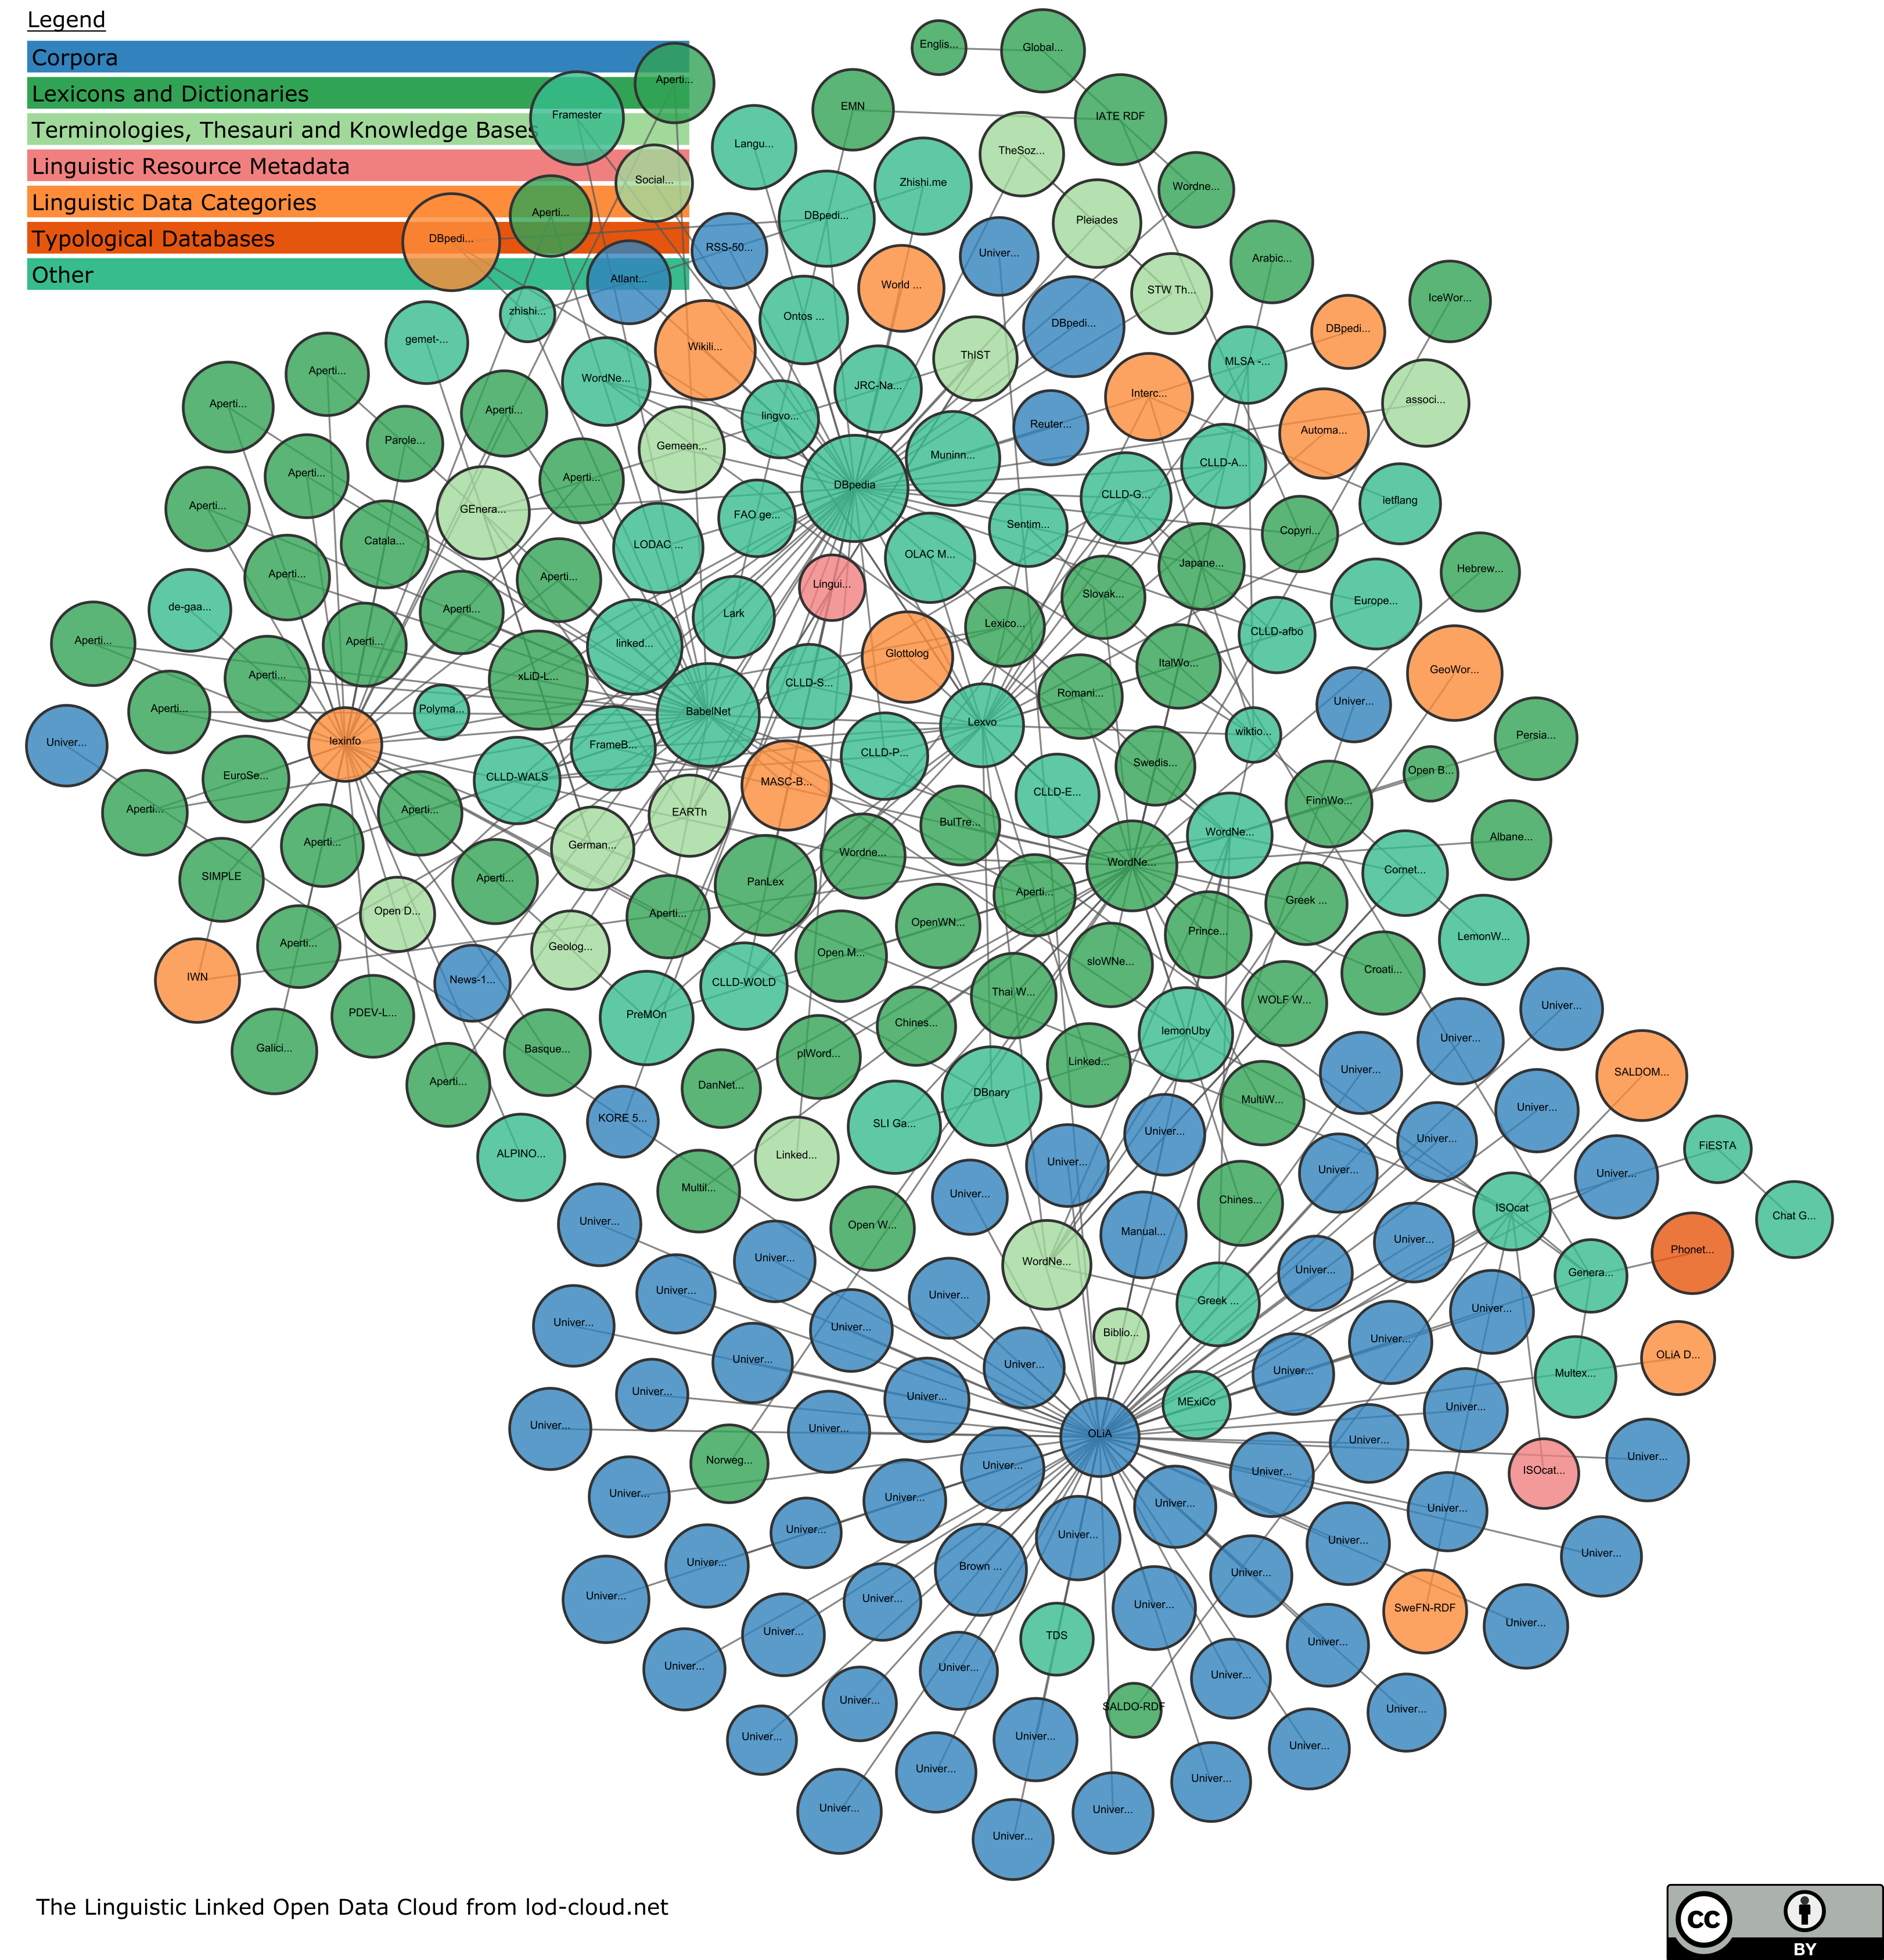 Legend
Corpora
Lexicons and Dictionaries
Terminologies, Thesauri and Knowledge Bases
Linguistic Resource Metadata
Linguistic Data Categories
Typological Databases
Other
Englis...
Global...
Aperti...
Framester
EMN
IATE RDF
Langu...
TheSoz...
Social...
Zhishi.me
Wordne...
Aperti...
DBpedi...
Pleiades
DBpedi...
RSS-50...
Univer...
Arabic...
Atlant...
World ...
STW Th...
IceWor...
zhishi...
Ontos ...
DBpedi...
DBpedi...
gemet-...
Wikili...
ThIST
MLSA -...
Aperti...
WordNe...
JRC-Na...
Interc...
associ...
Aperti...
Aperti...
lingvo...
Reuter...
Automa...
Parole...
Gemeen...
Muninn...
CLLD-A...
Aperti...
Aperti...
DBpedia
CLLD-G...
ietflang
Aperti...
GEnera...
FAO ge...
Sentim...
Copyri...
Catala...
LODAC ...
OLAC M...
Japane...
Hebrew...
Aperti...
Aperti...
Lingui...
Slovak...
Europe...
de-gaa...
Aperti...
Lark
Lexico...
CLLD-afbo
Aperti...
Aperti...
linked...
Glottolog
ItalWo...
GeoWor...
Aperti...
xLiD-L...
CLLD-S...
Romani...
Univer...
Aperti...
Polyma...
BabelNet
Lexvo
wiktio...
Persia...
Univer...
lexinfo
FrameB...
CLLD-P...
Swedis...
Open B...
EuroSe...
CLLD-WALS
MASC-B...
CLLD-E...
FinnWo...
Aperti...
Aperti...
EARTh
BulTre...
WordNe...
Albane...
Aperti...
German...
Wordne...
WordNe...
Cornet...
SIMPLE
Aperti...
PanLex
Aperti...
Greek ...
Open D...
Aperti...
OpenWN...
Prince...
LemonW...
Aperti...
Geolog...
Open M...
sloWNe...
Croati...
IWN
News-1...
CLLD-WOLD
Thai W...
WOLF W...
Univer...
PDEV-L...
PreMOn
Chines...
lemonUby
Univer...
Galici...
Basque...
plWord...
Linked...
Univer...
SALDOM...
Aperti...
DanNet...
DBnary
MultiW...
Univer...
KORE 5...
SLI Ga...
Univer...
Univer...
FiESTA
ALPINO...
Linked...
Univer...
Univer...
Univer...
Multil...
Univer...
Chines...
ISOcat
Chat G...
Univer...
Open W...
Manual...
Univer...
Phonet...
Univer...
WordNe...
Univer...
Genera...
Univer...
Univer...
Greek ...
Univer...
Univer...
Univer...
Biblio...
Univer...
OLiA D...
Univer...
Univer...
Univer...
Multex...
Univer...
Univer...
MExiCo
Univer...
Univer...
Univer...
OLiA
Univer...
Univer...
Norweg...
Univer...
Univer...
ISOcat...
Univer...
Univer...
Univer...
Univer...
Univer...
Univer...
Univer...
Univer...
Univer...
Brown ...
Univer...
Univer...
Univer...
Univer...
SweFN-RDF
Univer...
Univer...
TDS
Univer...
Univer...
Univer...
Univer...
Univer...
SALDO-RDF
Univer...
Univer...
Univer...
Univer...
Univer...
Univer...
Univer...
Univer...
Univer...
The Linguistic Linked Open Data Cloud from lod-cloud.net
cc
BY